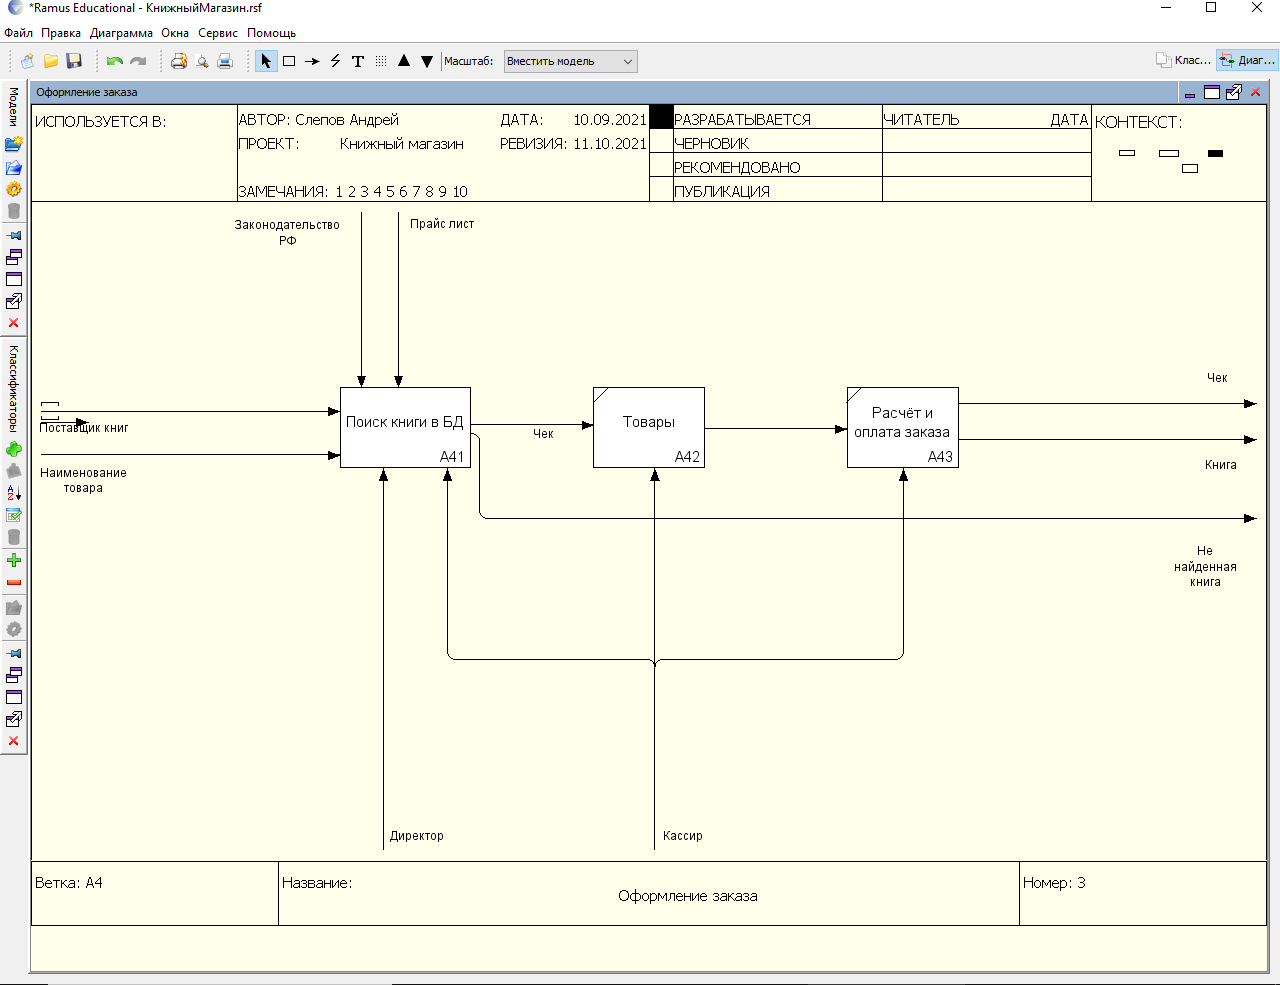 *Ramus Educational - КнижныйМагазин.rsf
Файл Правка Диаграмма Окна Сервис Помощь
Масштаб: Вместить модель Клас... Диаг...
Модели
Классификаторы
Оформление заказа
ИСПОЛЬЗУЕТСЯ В:
АВТОР: Слепов Андрей ДАТА: 10.09.2021
ПРОЕКТ: Книжный магазин РЕВИЗИЯ: 11.10.2021
ЗАМЕЧАНИЯ: 1 2 3 4 5 6 7 8 9 10
РАЗРАБАТЫВАЕТСЯ
ЧЕРНОВИК
РЕКОМЕНДОВАНО
ПУБЛИКАЦИЯ
ЧИТАТЕЛЬ ДАТА
КОНТЕКСТ:
Законодательство
РФ
Прайс лист
Поставщик книг
Наименование
товара
Поиск книги в БД
A41
Чек
Товары
A42
Расчёт и
оплата заказа
A43
Чек
Книга
Не
найденная
книга
Директор
Кассир
Ветка: A4
Название:
Оформление заказа
Номер: 3